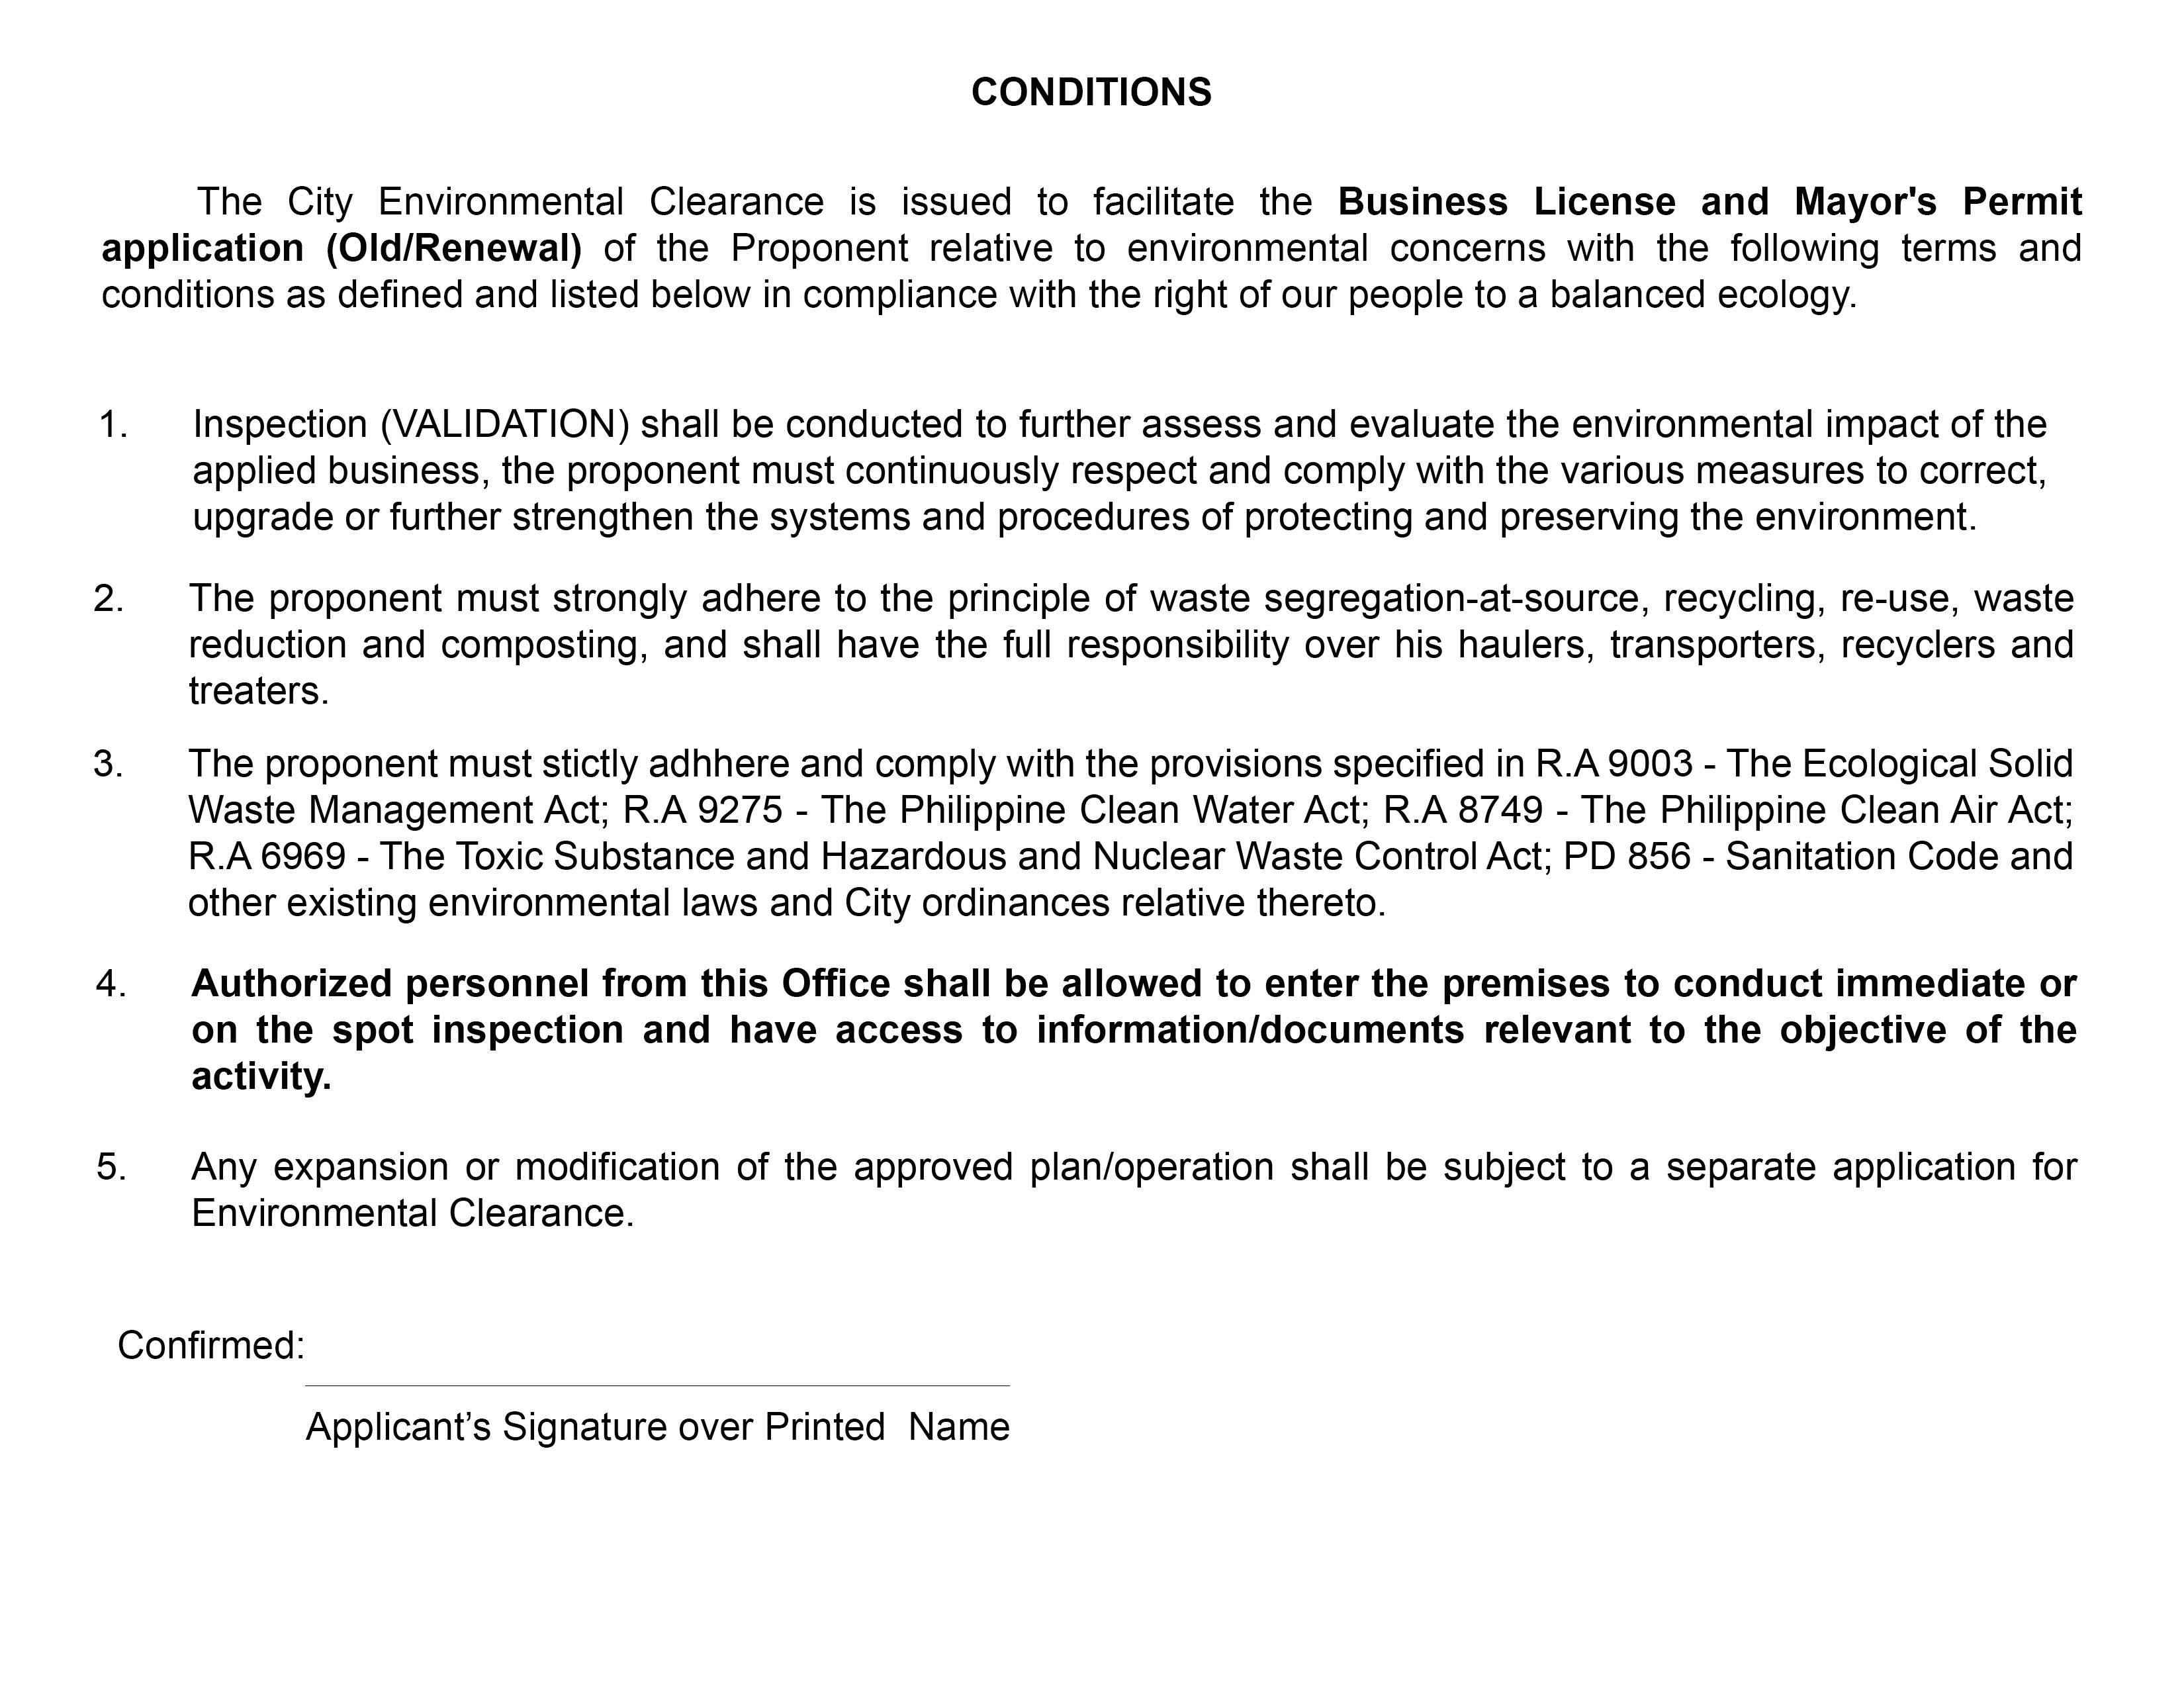 CONDITIONS
The City Environmental Clearance is issued to facilitate the Business License and Mayor's Permit
application (Old/Renewal) of the Proponent relative to environmental concerns with the following terms and
conditions as defined and listed below in compliance with the right of our people to a balanced ecology.
1. Inspection (VALIDATION) shall be conducted to further assess and evaluate the environmental impact of the
applied business, the proponent must continuously respect and comply with the various measures to correct,
upgrade or further strengthen the systems and procedures of protecting and preserving the environment.
2. The proponent must strongly adhere to the principle of waste segregation-at-source, recycling, re-use, waste
reduction and composting, and shall have the full responsibility over his haulers, transporters, recyclers and
treaters.
3. The proponent must stictly adhhere and comply with the provisions specified in R.A 9003 - The Ecological Solid
Waste Management Act; R.A 9275 - The Philippine Clean Water Act; R.A 8749 - The Philippine Clean Air Act;
R.A 6969 - The Toxic Substance and Hazardous and Nuclear Waste Control Act; PD 856 - Sanitation Code and
other existing environmental laws and City ordinances relative thereto.
4. Authorized personnel from this Office shall be allowed to enter the premises to conduct immediate or
on the spot inspection and have access to information/documents relevant to the objective of the
activity.
5. Any expansion or modification of the approved plan/operation shall be subject to a separate application for
Environmental Clearance.
Confirmed:
Applicant’s Signature over Printed Name